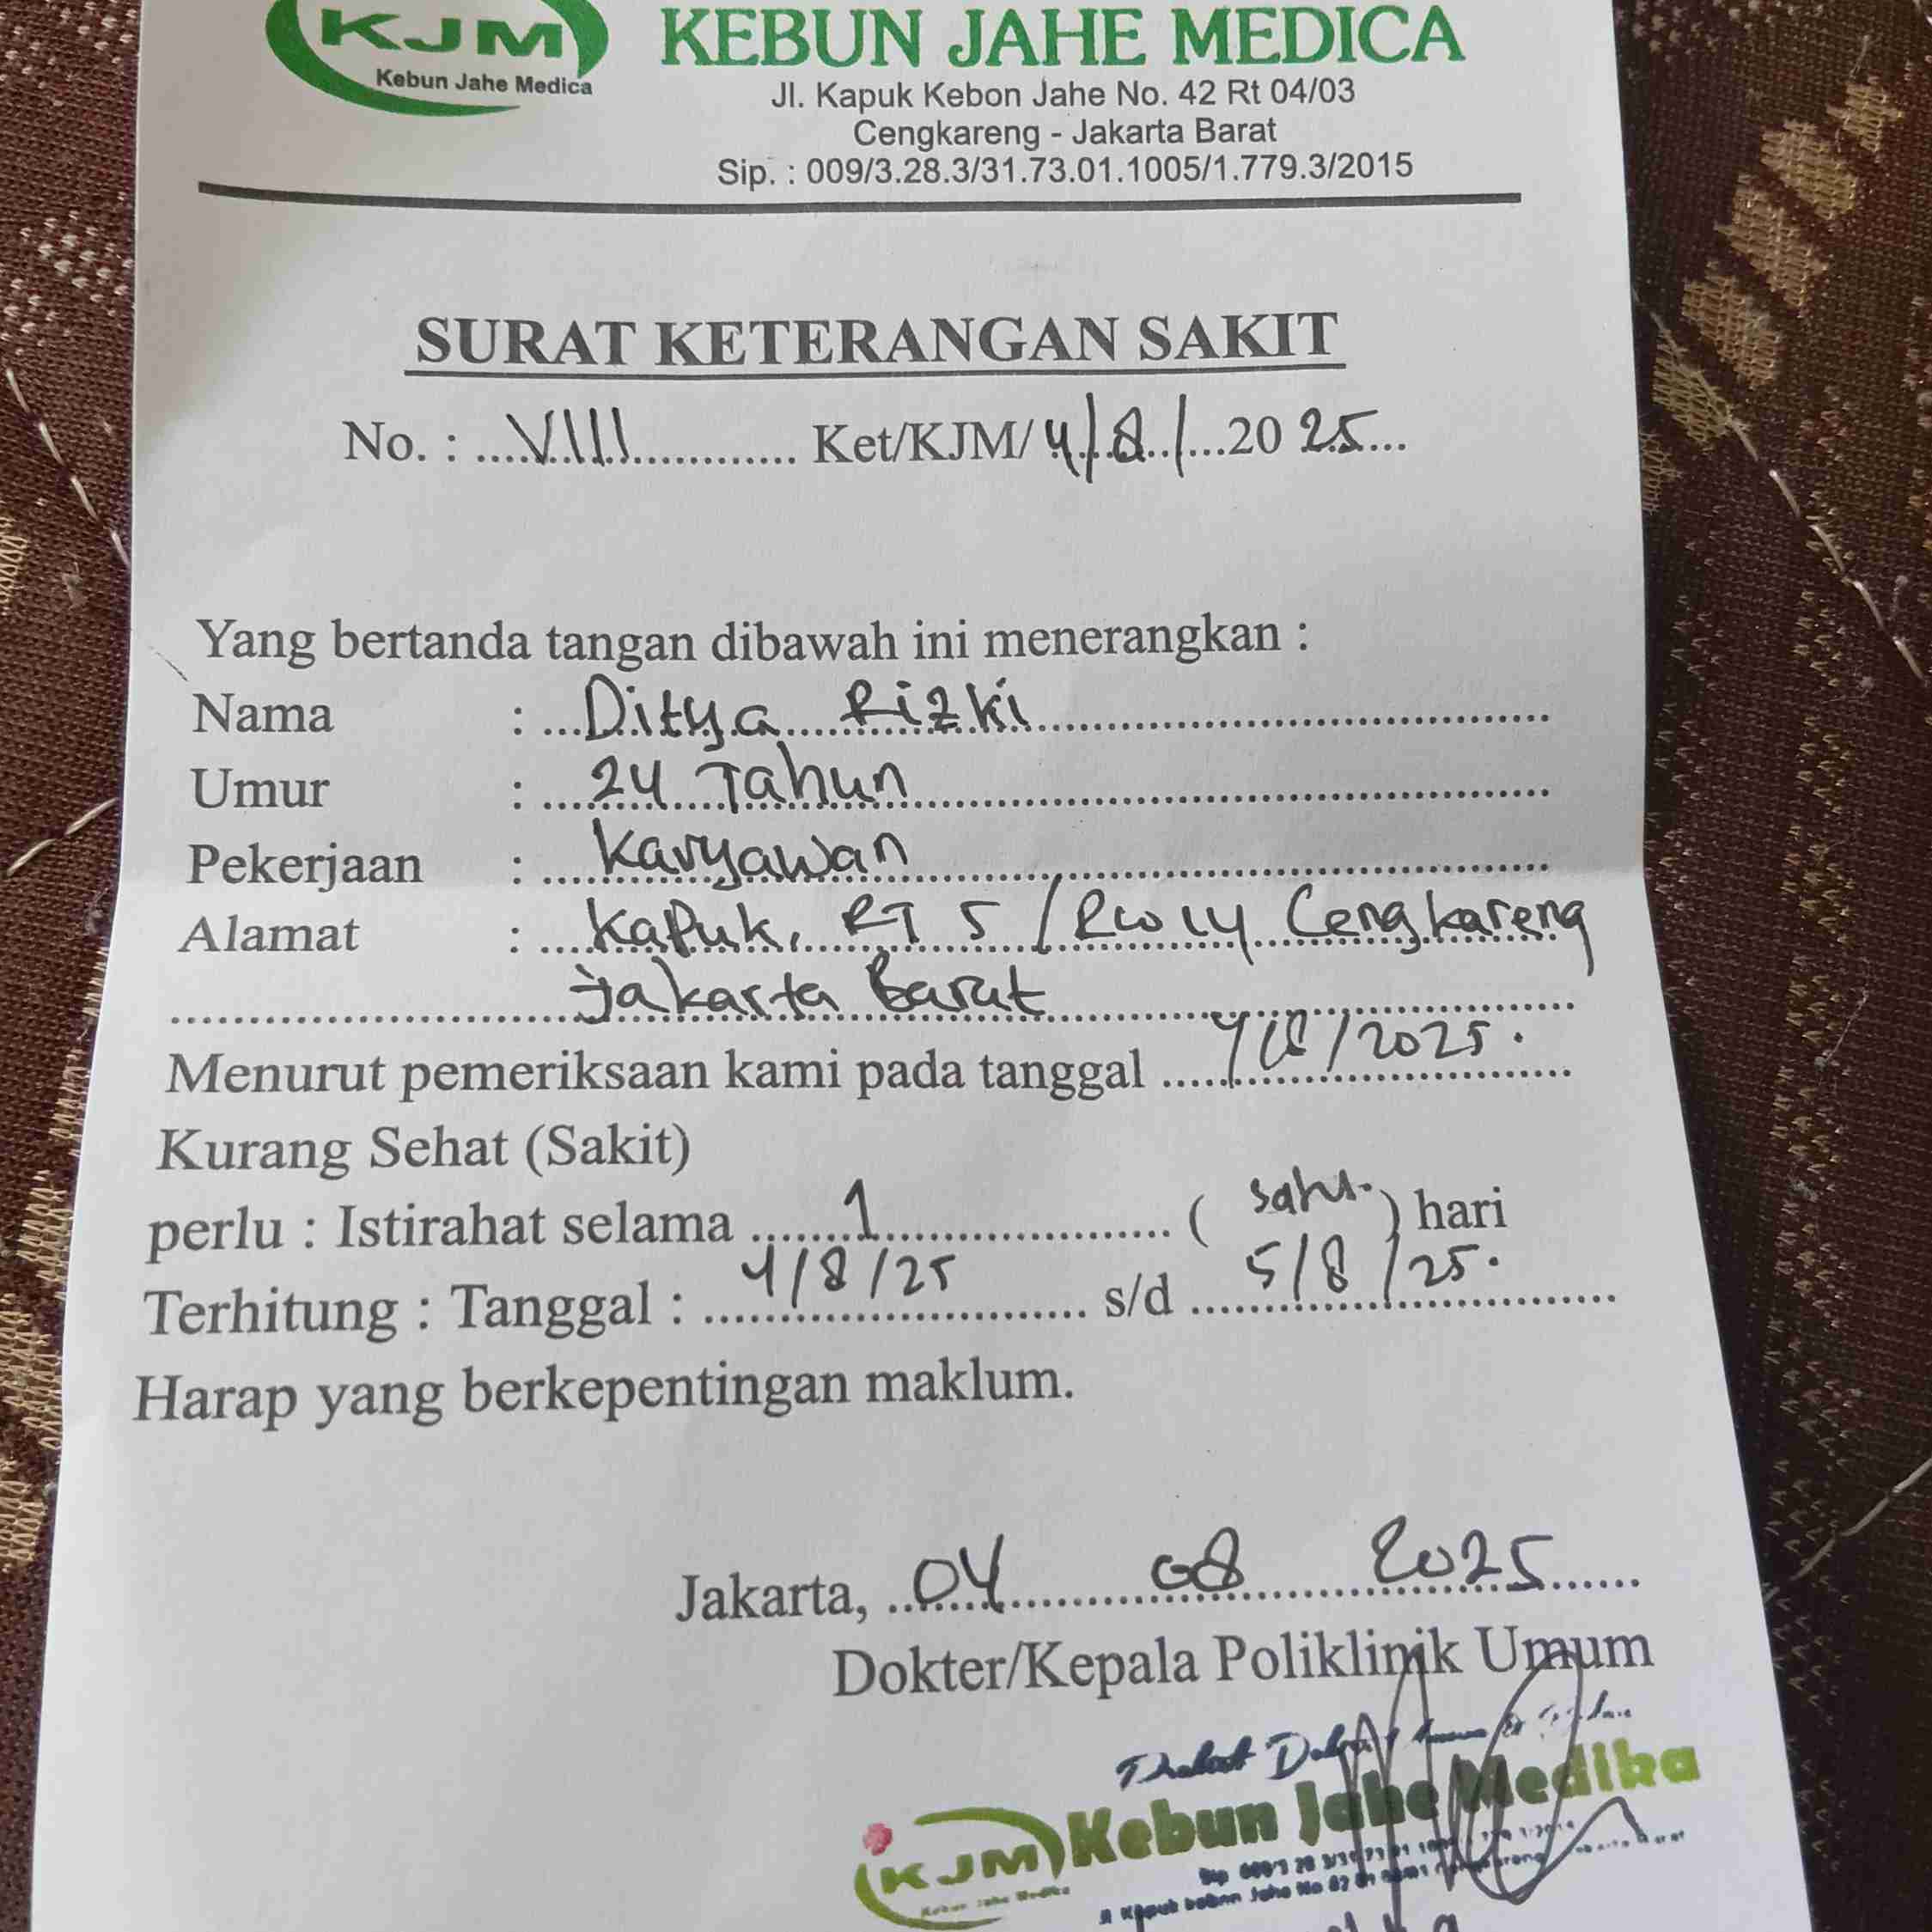 KJM
Kebun Jahe Medica
KEBUN JAHE MEDICA
Jl. Kapuk Kebon Jahe No. 42 Rt 04/03
Cengkareng - Jakarta Barat
Sip. : 009/3.28.3/31.73.01.1005/1.779.3/2015
SURAT KETERANGAN SAKIT
No. : VIII Ket/KJM/ 4/8/ 20 25
Yang bertanda tangan dibawah ini menerangkan :
Nama : Ditya Rizki
Umur : 24 Tahun
Pekerjaan : Karyawan
Alamat : Kapuk, RT 5 / RW 14 Cengkareng
Jakarta Barat
Menurut pemeriksaan kami pada tanggal 4/8/2025.
Kurang Sehat (Sakit)
perlu : Istirahat selama 1 ( satu. ) hari
Terhitung : Tanggal : 4/8/25 s/d 5/8/25.
Harap yang berkepentingan maklum.
Jakarta, 04 08 2025
Dokter/Kepala Poliklinik Umum
KJM Kebun Jahe Medika